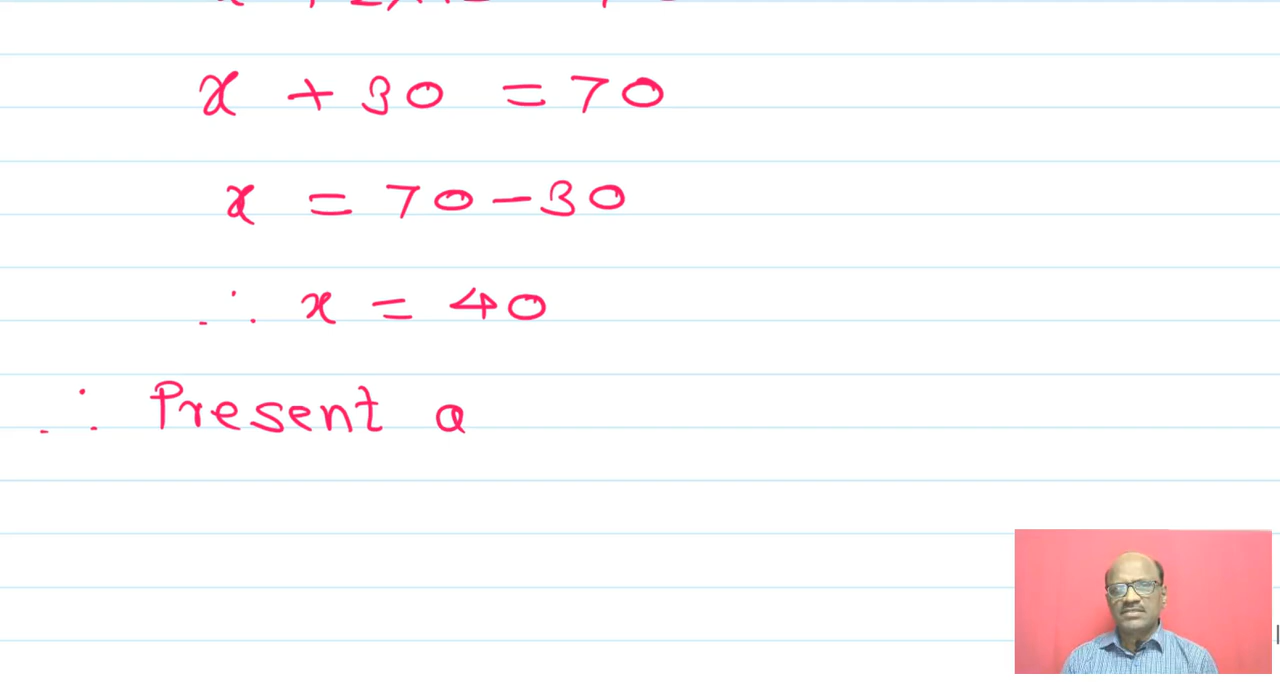 x + 30 = 70
x = 70 - 30
∴ x = 40
∴ Present a